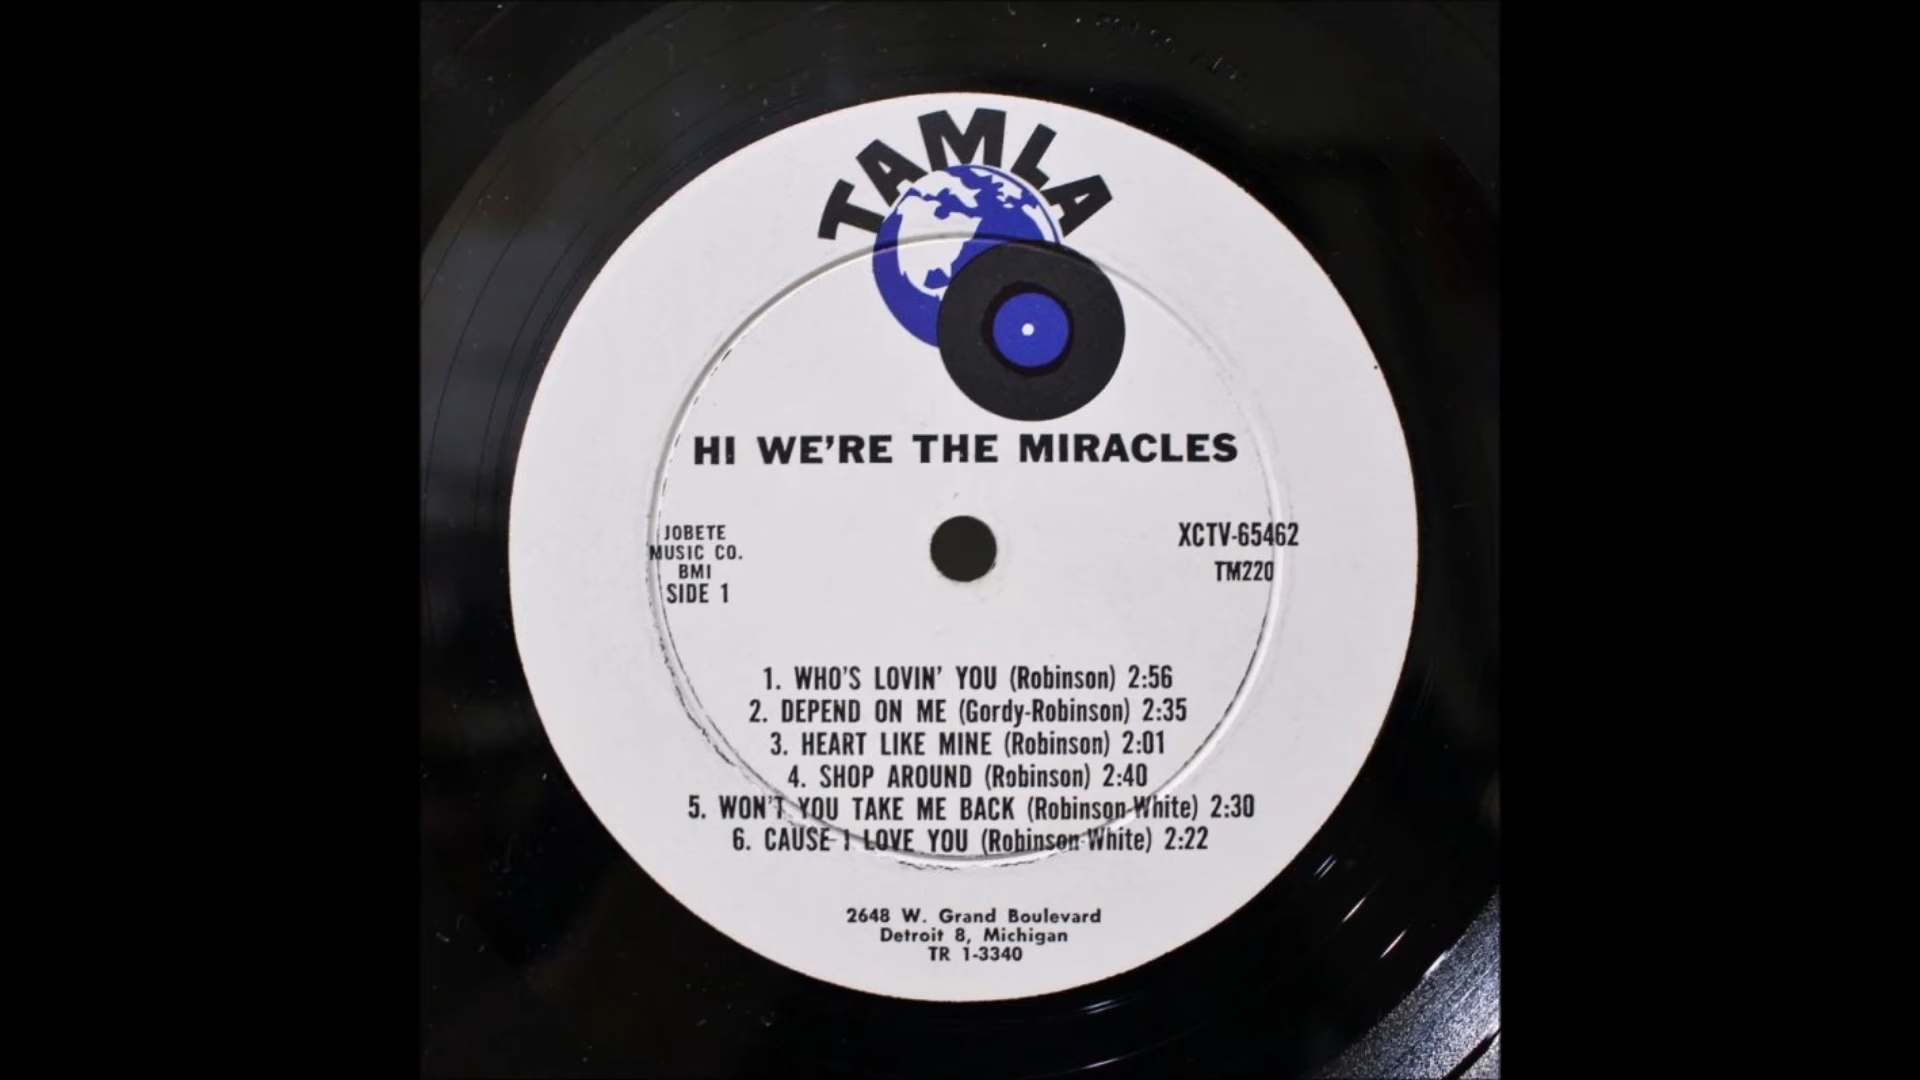 TAMLA
HI WE'RE THE MIRACLES
JOBETE
MUSIC CO.
BMI
SIDE 1
XCTV-65462
TM220
1. WHO'S LOVIN' YOU (Robinson) 2:56
2. DEPEND ON ME (Gordy-Robinson) 2:35
3. HEART LIKE MINE (Robinson) 2:01
4. SHOP AROUND (Robinson) 2:40
5. WON'T YOU TAKE ME BACK (Robinson-White) 2:30
6. CAUSE I LOVE YOU (Robinson-White) 2:22
2648 W. Grand Boulevard
Detroit 8, Michigan
TR 1-3340